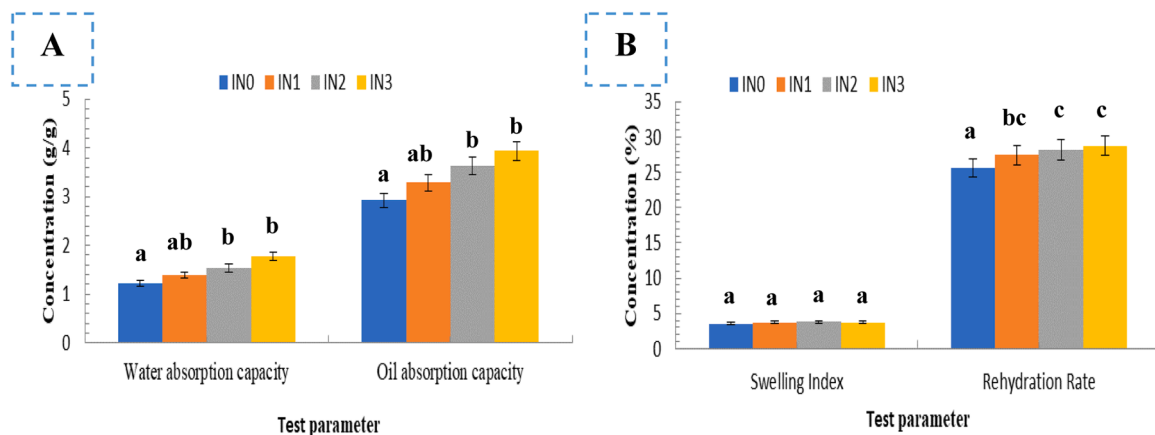 A
IN0 IN1 IN2 IN3
Concentration (g/g)
5
4
3
2
1
0
a ab b b
a ab b b
Water absorption capacity Oil absorption capacity
Test parameter
B
IN0 IN1 IN2 IN3
Concentration (%)
35
30
25
20
15
10
5
0
a a a a
a bc c c
Swelling Index Rehydration Rate
Test parameter